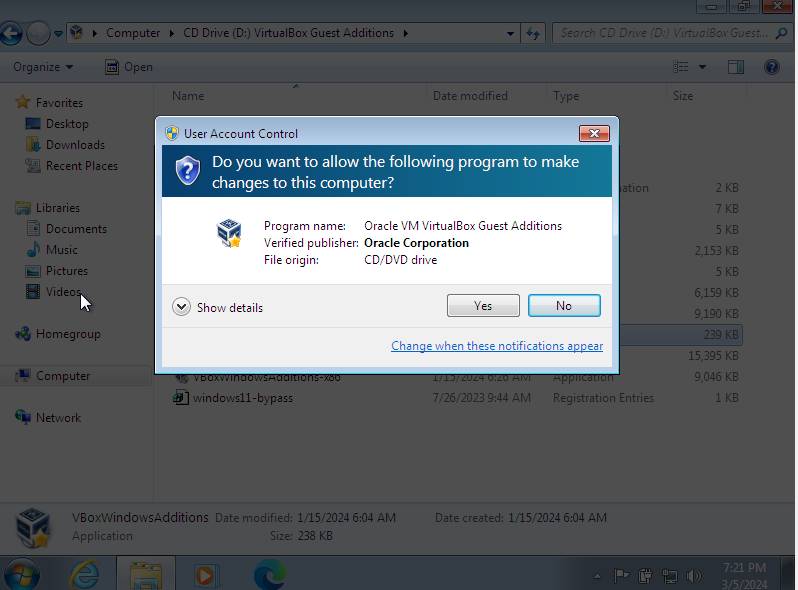 Computer ▸ CD Drive (D:) VirtualBox Guest Additions ▸
Search CD Drive (D:) VirtualBox Guest...
Organize Open
Name Date modified Type Size
Favorites
Desktop
Downloads
Recent Places
Libraries
Documents
Music
Pictures
Videos
Homegroup
Computer
Network
User Account Control
Do you want to allow the following program to make
changes to this computer?
Program name: Oracle VM VirtualBox Guest Additions
Verified publisher: Oracle Corporation
File origin: CD/DVD drive
Show details
Yes No
Change when these notifications appear
2 KB
7 KB
5 KB
2,153 KB
5 KB
6,159 KB
9,190 KB
239 KB
15,395 KB
VBoxWindowsAdditions-x86 1/15/2024 6:26 AM Application 9,046 KB
windows11-bypass 7/26/2023 9:44 AM Registration Entries 1 KB
VBoxWindowsAdditions Date modified: 1/15/2024 6:04 AM Date created: 1/15/2024 6:04 AM
Application Size: 238 KB
7:21 PM
3/5/2024